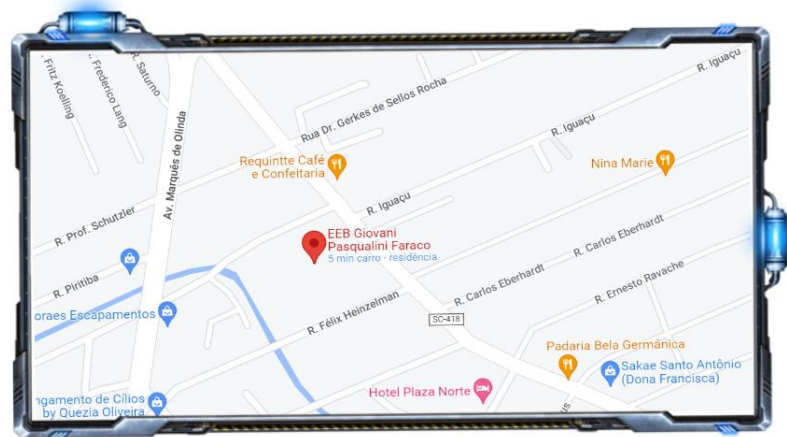 R. Fritz Koelling
R. Frederico Lang
R. Saturno
Av. Marquês de Olinda
R. Iguaçu
Rua Dr. Gerkes de Sellos Rocha
R. Iguaçu
Requintte Café
e Confeitaria
Nina Marie
R. Iguaçu
R. Prof. Schutzler
EEB Giovani
Pasqualini Faraco
5 min carro - residência
R. Carlos Eberhardt
R. Piritiba
R. Carlos Eberhardt
R. Ernesto Ravache
oraes Escapamentos
R. Félix Heinzelman
SC-418
Padaria Bela Germânica
Sakae Santo Antônio
(Dona Francisca)
Hotel Plaza Norte
ngamento de Cílios
by Quezia Oliveira
us